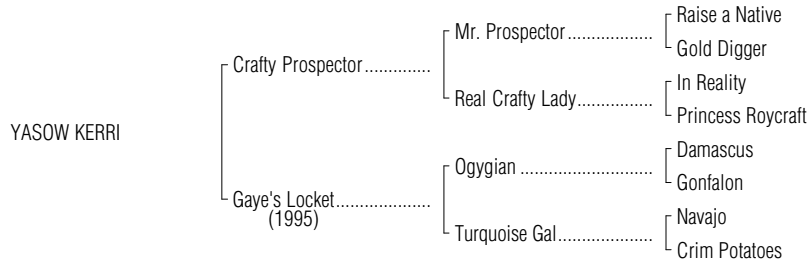 Raise a Native
Mr. Prospector..................
Gold Digger
Crafty Prospector..............
In Reality
Real Crafty Lady................
Princess Roycraft
YASOW KERRI
Damascus
Ogygian ............................
Gonfalon
Gaye's Locket....................
(1995)
Navajo
Turquoise Gal....................
Crim Potatoes